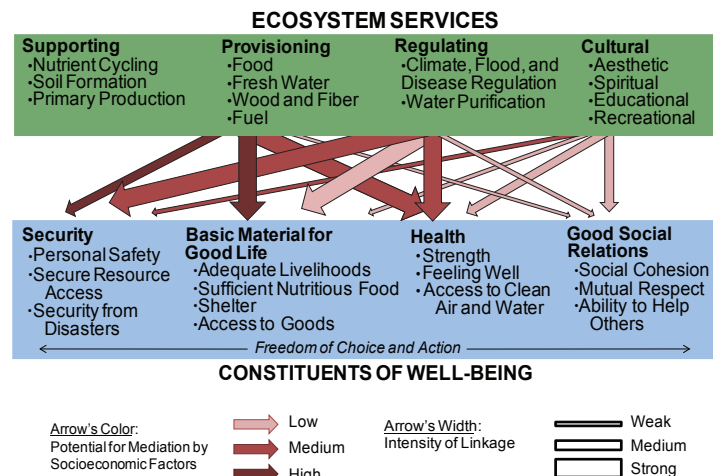 ECOSYSTEM SERVICES
Supporting
·Nutrient Cycling
·Soil Formation
·Primary Production
Provisioning
·Food
·Fresh Water
·Wood and Fiber
·Fuel
Regulating
·Climate, Flood, and
Disease Regulation
·Water Purification
Cultural
·Aesthetic
·Spiritual
·Educational
·Recreational
Security
·Personal Safety
·Secure Resource
Access
·Security from
Disasters
Basic Material for
Good Life
·Adequate Livelihoods
·Sufficient Nutritious Food
·Shelter
·Access to Goods
Health
·Strength
·Feeling Well
·Access to Clean
Air and Water
Good Social
Relations
·Social Cohesion
·Mutual Respect
·Ability to Help
Others
Freedom of Choice and Action
CONSTITUENTS OF WELL-BEING
Arrow's Color:
Potential for Mediation by
Socioeconomic Factors
Low
Medium
High
Arrow's Width:
Intensity of Linkage
Weak
Medium
Strong